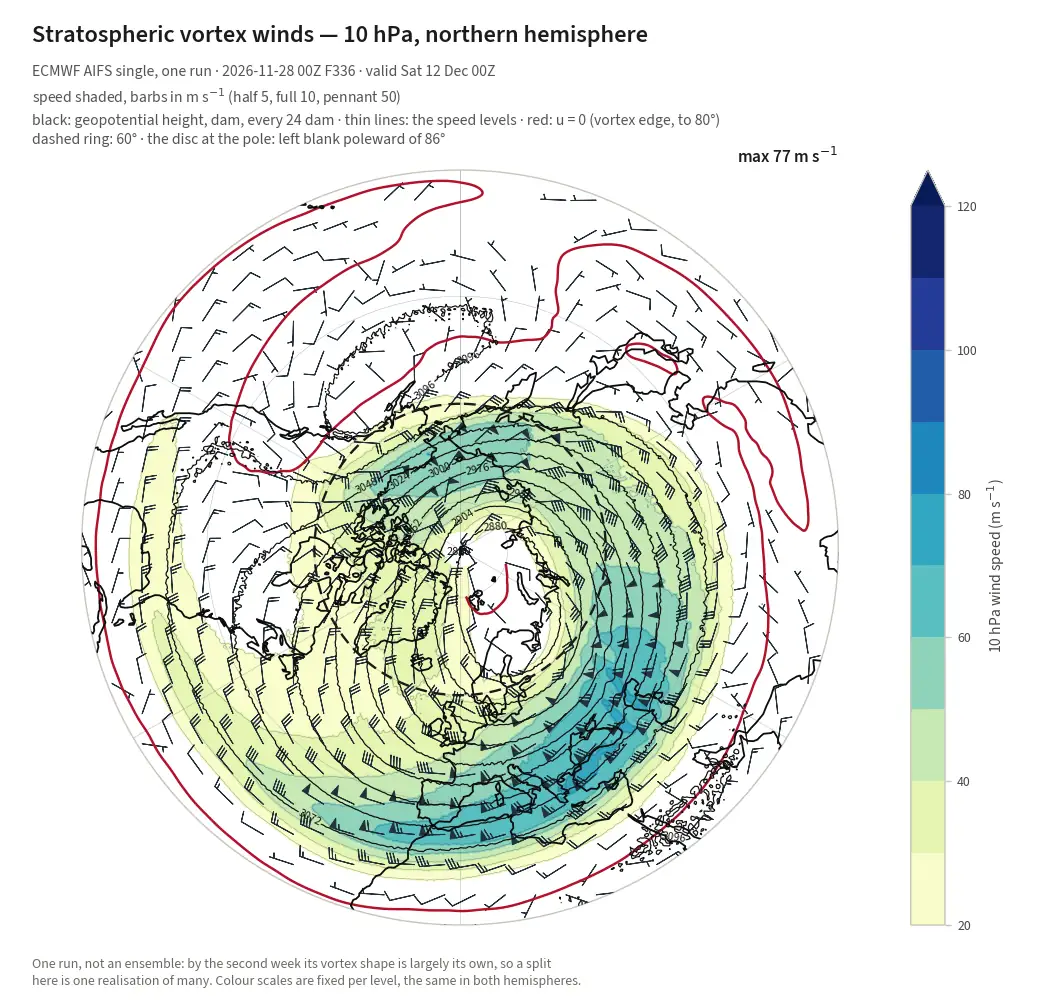 Stratospheric vortex winds — 10 hPa, northern hemisphere
ECMWF AIFS single, one run · 2026-11-28 00Z F336 · valid Sat 12 Dec 00Z
speed shaded, barbs in m s⁻¹ (half 5, full 10, pennant 50)
black: geopotential height, dam, every 24 dam · thin lines: the speed levels · red: u = 0 (vortex edge, to 80°)
dashed ring: 60° · the disc at the pole: left blank poleward of 86°
max 77 m s⁻¹
120
100
80
60
40
20
10 hPa wind speed (m s⁻¹)
3096
3096
3048
3024
3000
2976
2904
2880
3072
One run, not an ensemble: by the second week its vortex shape is largely its own, so a split
here is one realisation of many. Colour scales are fixed per level, the same in both hemispheres.